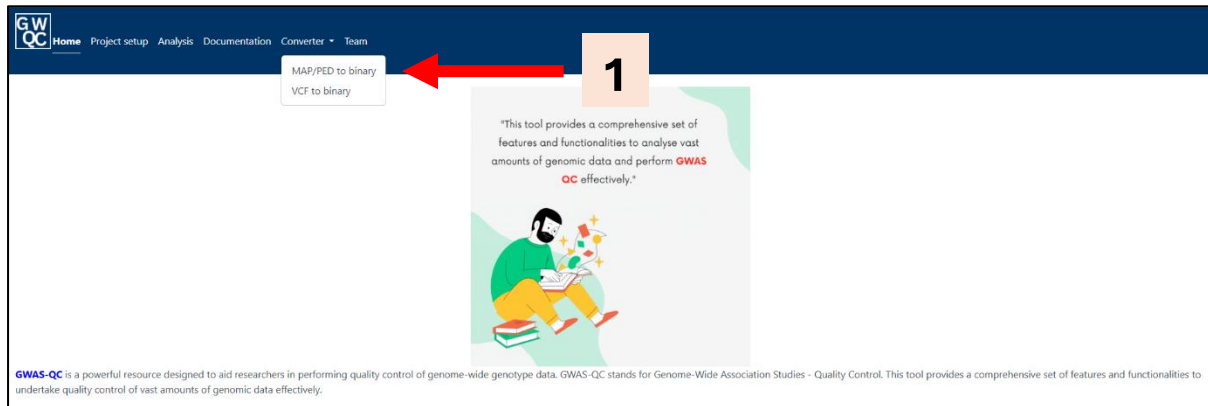 GW
QC
Home Project setup Analysis Documentation Converter Team
MAP/PED to binary
VCF to binary
1
"This tool provides a comprehensive set of
features and functionalities to analyse vast
amounts of genomic data and perform GWAS
QC effectively."
GWAS-QC is a powerful resource designed to aid researchers in performing quality control of genome-wide genotype data. GWAS-QC stands for Genome-Wide Association Studies - Quality Control. This tool provides a comprehensive set of features and functionalities to
undertake quality control of vast amounts of genomic data effectively.